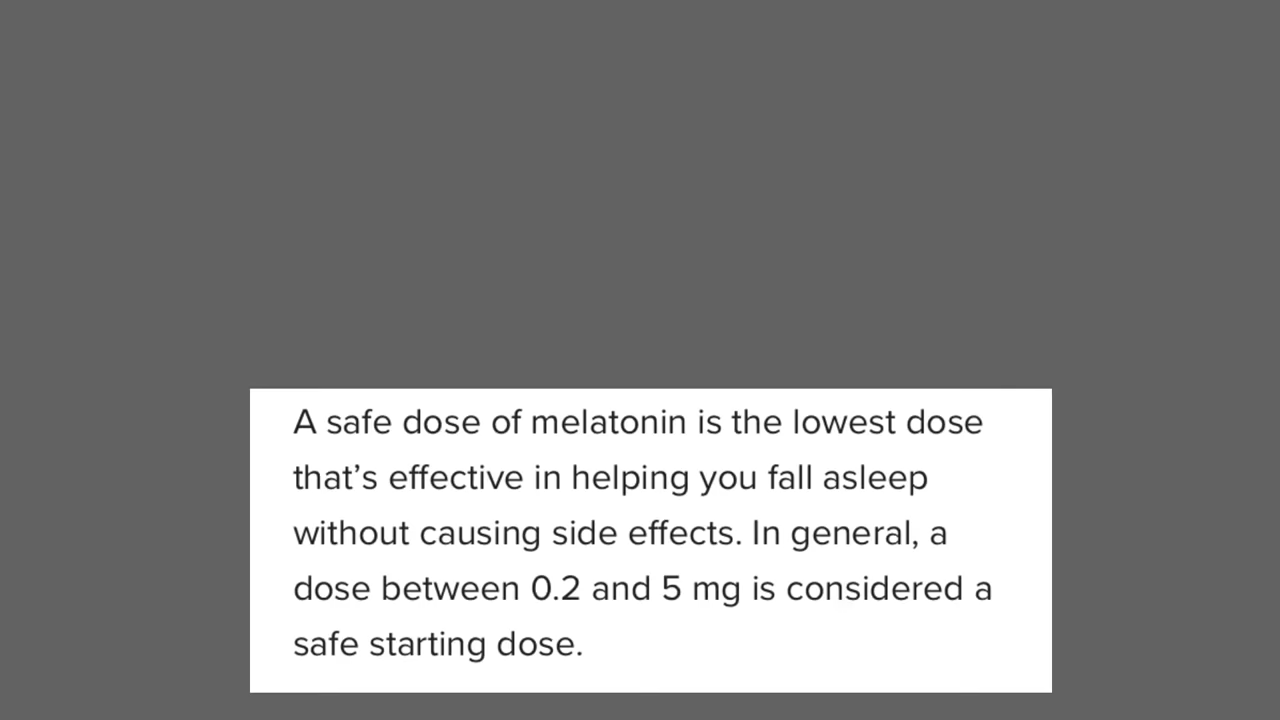 A safe dose of melatonin is the lowest dose
that’s effective in helping you fall asleep
without causing side effects. In general, a
dose between 0.2 and 5 mg is considered a
safe starting dose.